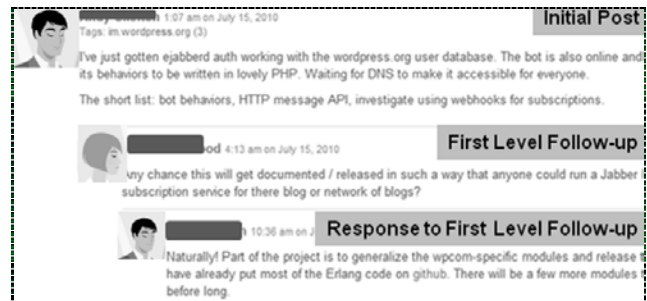 1:07 am on July 15, 2010 Initial Post
Tags: im.wordpress.org (3)
I've just gotten ejabberd auth working with the wordpress.org user database. The bot is also online and
its behaviors to be written in lovely PHP. Waiting for DNS to make it accessible for everyone.
The short list: bot behaviors, HTTP message API, investigate using webhooks for subscriptions.
First Level Follow-up
ood 4:13 am on July 15, 2010
Any chance this will get documented / released in such a way that anyone could run a Jabber
subscription service for there blog or network of blogs?
Response to First Level Follow-up
10:36 am on J
Naturally! Part of the project is to generalize the wpcom-specific modules and release
have already put most of the Erlang code on github. There will be a few more modules
before long.